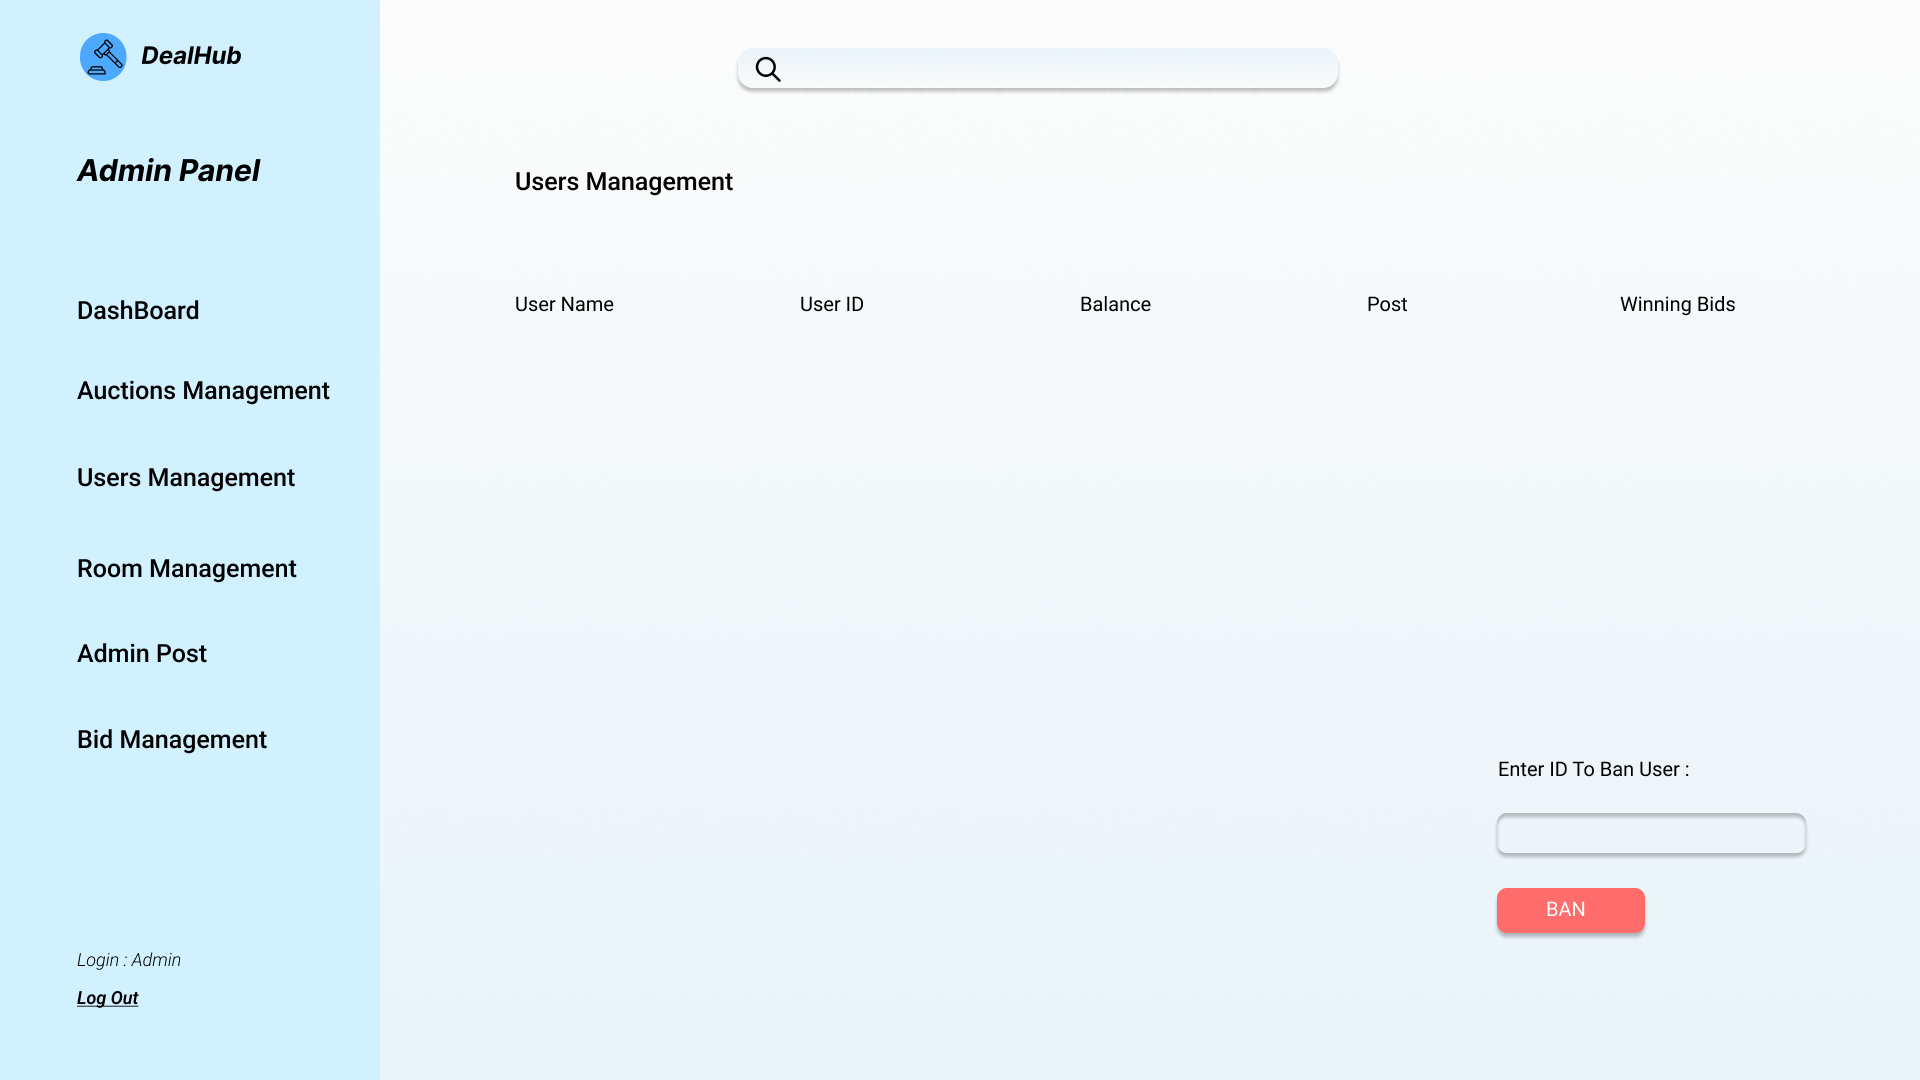 DealHub
Admin Panel
DashBoard
Auctions Management
Users Management
Room Management
Admin Post
Bid Management
Login : Admin
Log Out
Users Management
User Name
User ID
Balance
Post
Winning Bids
Enter ID To Ban User :
BAN